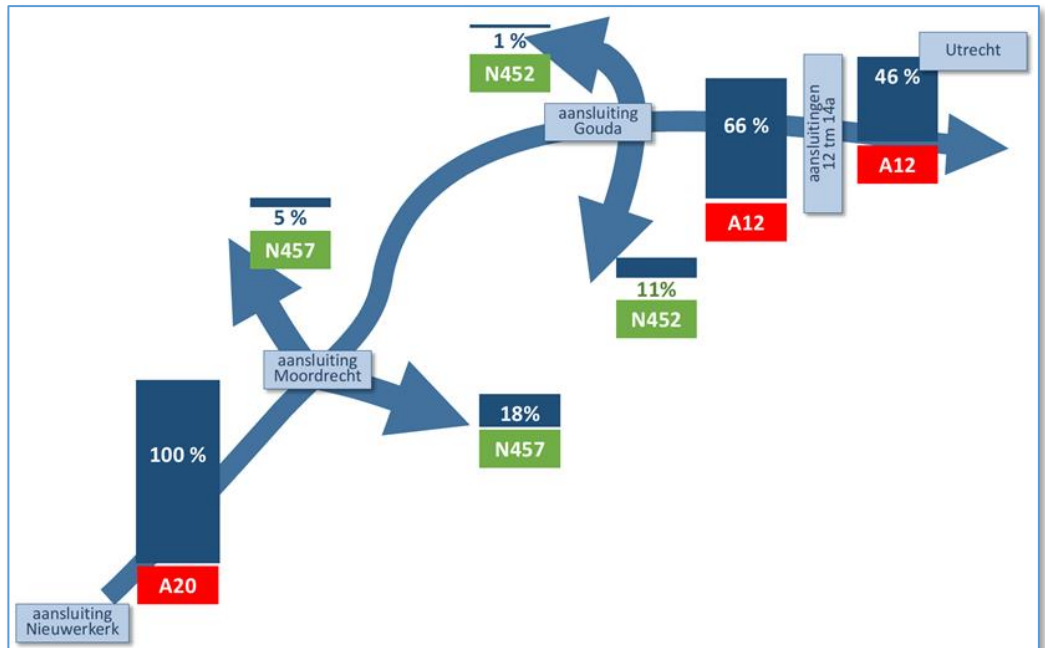 1 %
N452
aansluiting
Gouda
66 %
A12
aansluitingen
12 tm 14a
46 %
A12
Utrecht
5 %
N457
11%
N452
aansluiting
Moordrecht
18%
N457
100 %
A20
aansluiting
Nieuwerkerk